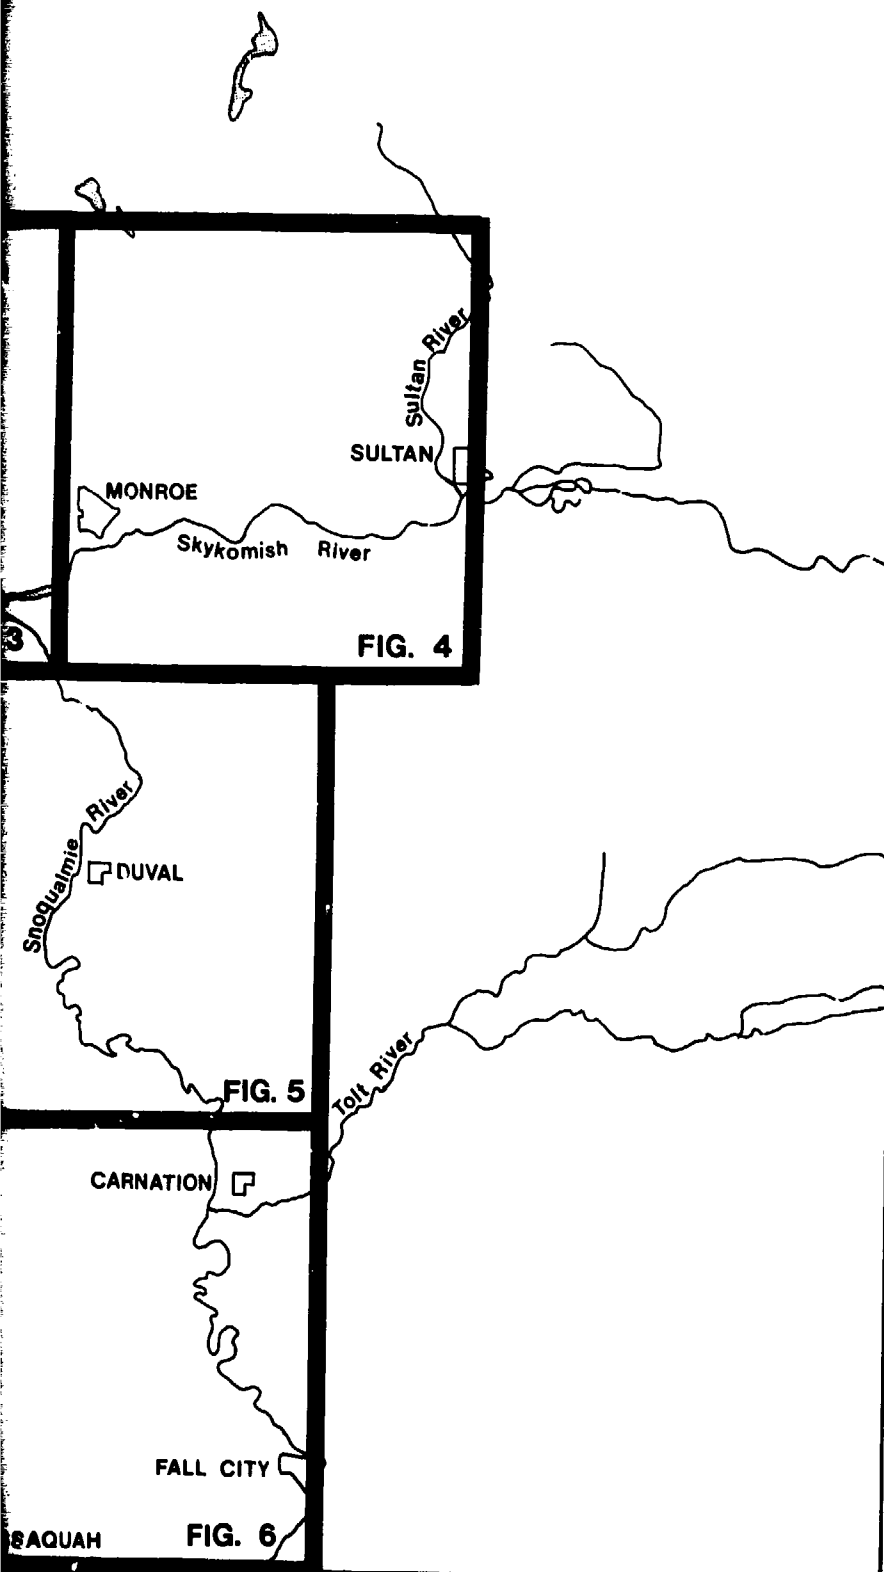 Sultan River
SULTAN
MONROE
Skykomish River
3
FIG. 4
Snoqualmie River
DUVAL
FIG. 5
Tolt River
CARNATION
FALL CITY
SAQUAH
FIG. 6